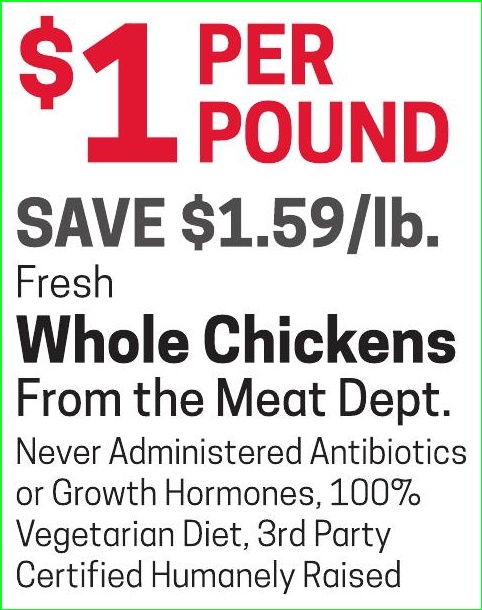 $1 PER
POUND
SAVE $1.59/lb.
Fresh
Whole Chickens
From the Meat Dept.
Never Administered Antibiotics
or Growth Hormones, 100%
Vegetarian Diet, 3rd Party
Certified Humanely Raised